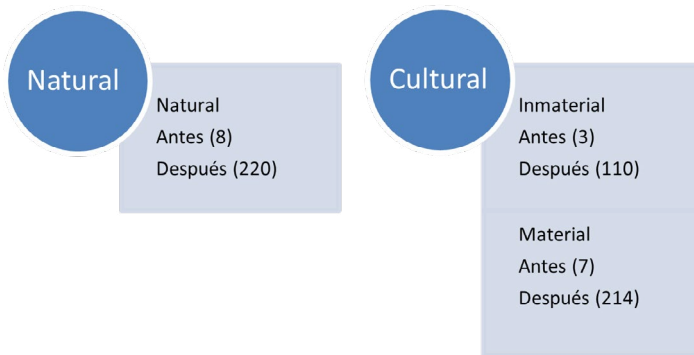 Natural
Natural
Antes (8)
Después (220)
Cultural
Inmaterial
Antes (3)
Después (110)
Material
Antes (7)
Después (214)